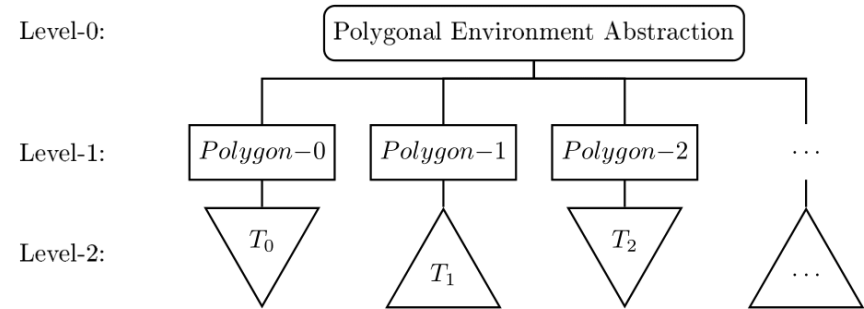 Level-0: Polygonal Environment Abstraction
Level-1: Polygon−0 Polygon−1 Polygon−2 ···
Level-2: T₀ T₁ T₂ ···